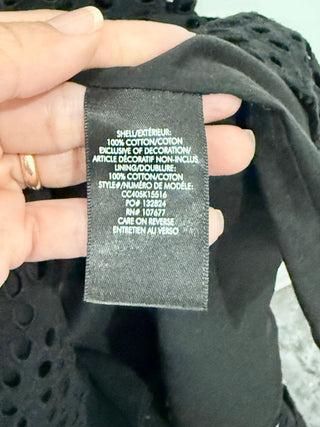 SHELL/EXTÉRIEUR:
100% COTTON/COTON
EXCLUSIVE OF DECORATION/
ARTICLE DÉCORATIF NON-INCLUS
LINING/DOUBLURE:
100% COTTON/COTON
STYLE#/NUMÉRO DE MODÈLE:
CC405K15516
PO# 132824
RN# 107677
CARE ON REVERSE
ENTRETIEN AU VERSO